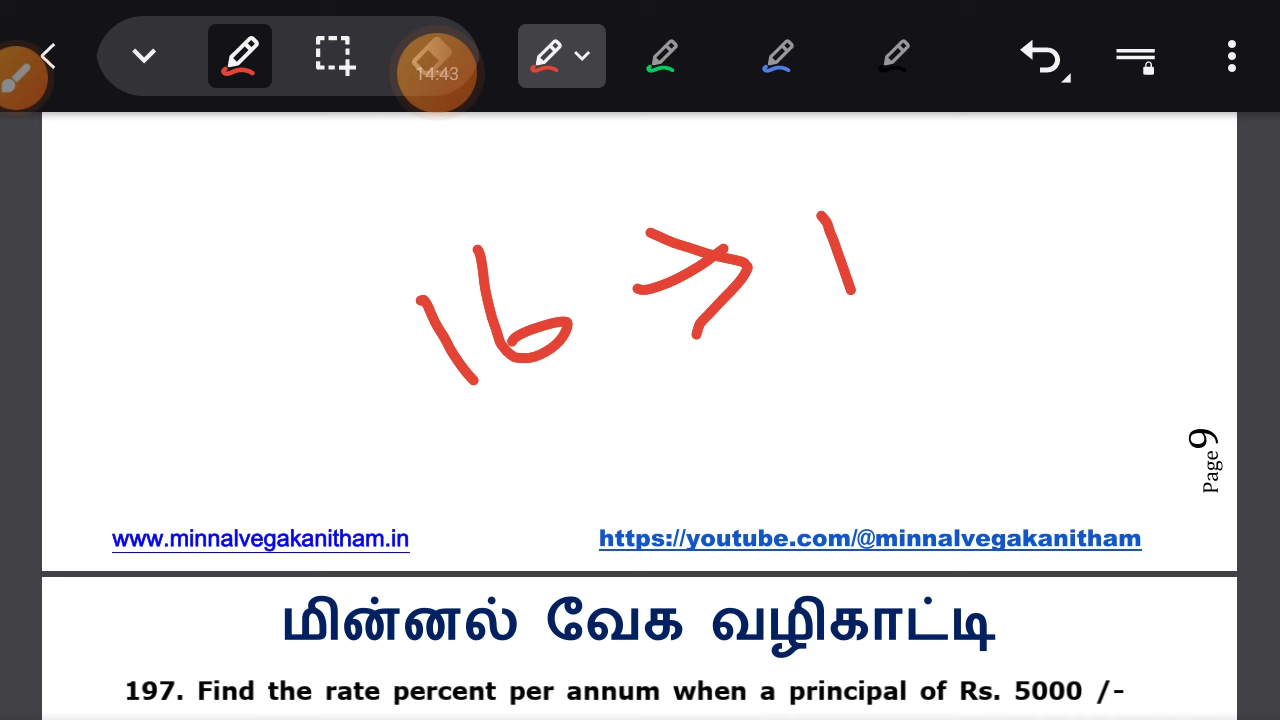 14:43
16 → 1
Page 9
www.minnalvegakanitham.in https://youtube.com/@minnalvegakanitham
மின்னல் வேக வழிகாட்டி
197. Find the rate percent per annum when a principal of Rs. 5000 /-